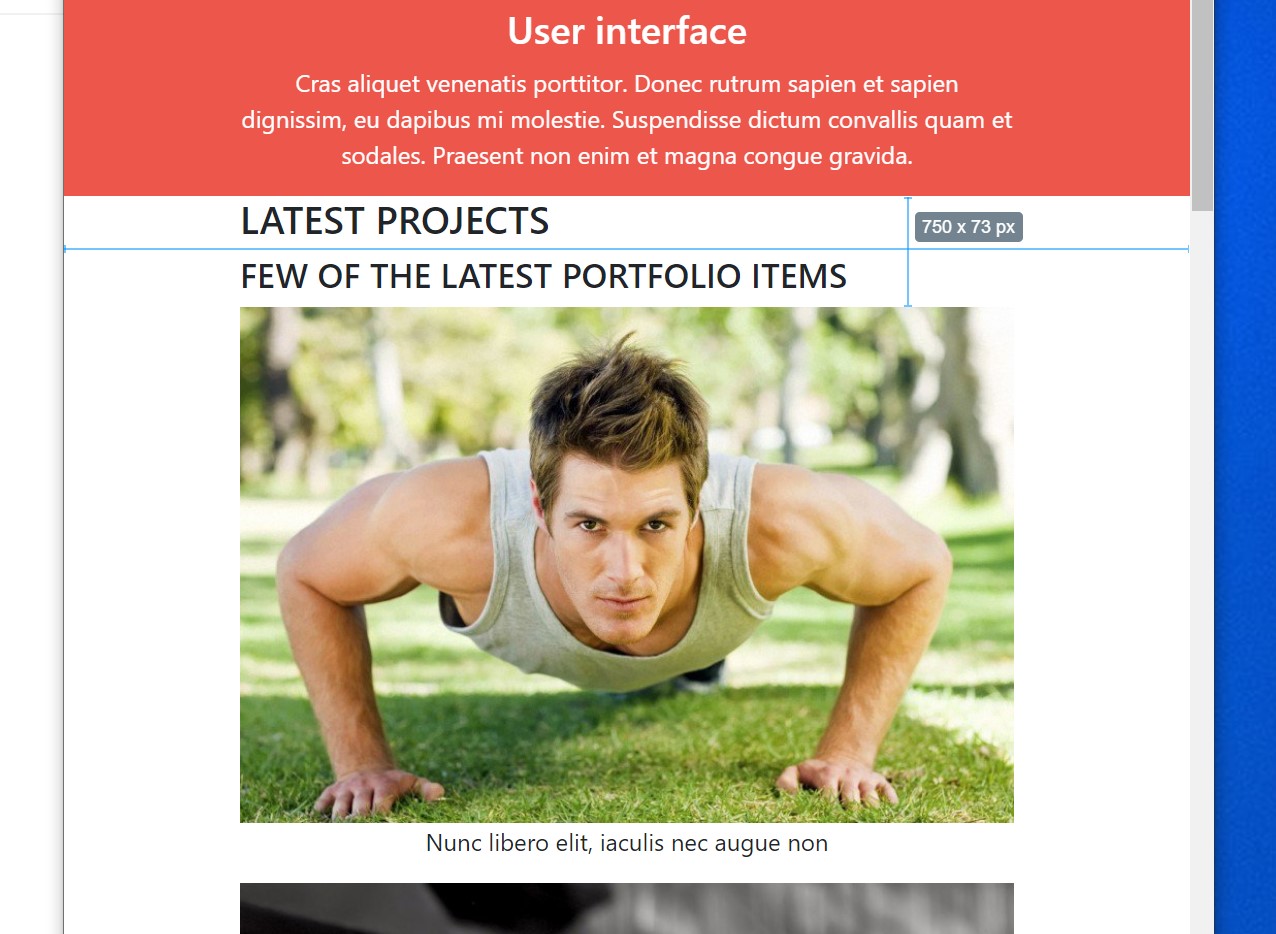 User interface
Cras aliquet venenatis porttitor. Donec rutrum sapien et sapien
dignissim, eu dapibus mi molestie. Suspendisse dictum convallis quam et
sodales. Praesent non enim et magna congue gravida.
LATEST PROJECTS
750 x 73 px
FEW OF THE LATEST PORTFOLIO ITEMS
Nunc libero elit, iaculis nec augue non